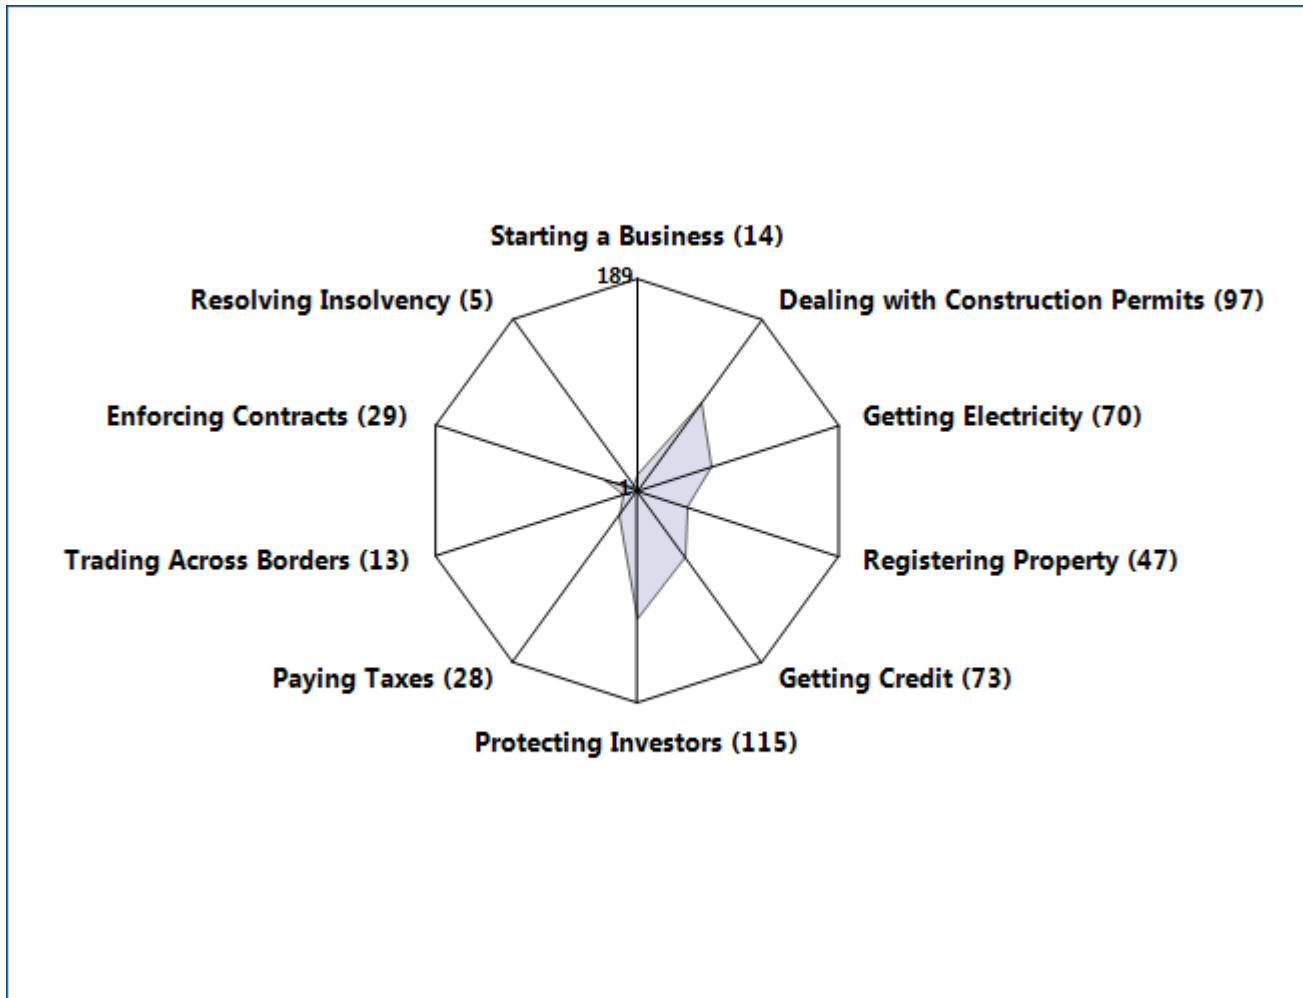 Starting a Business (14)
189
Resolving Insolvency (5)
Dealing with Construction Permits (97)
Enforcing Contracts (29)
Getting Electricity (70)
1
Trading Across Borders (13)
Registering Property (47)
Paying Taxes (28)
Getting Credit (73)
Protecting Investors (115)